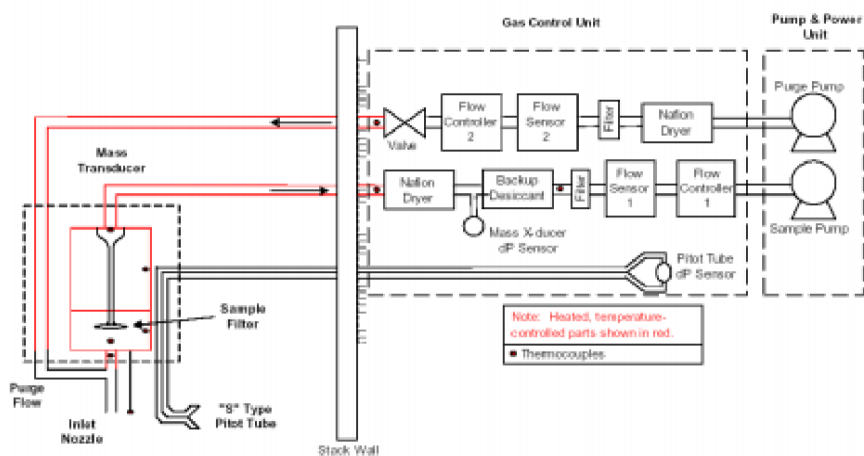 Gas Control Unit
Pump & Power
Unit
Purge Pump
Flow
Controller
2
Flow
Sensor
2
Filter
Nafion
Dryer
Valve
Mass
Transducer
Nafion
Dryer
Backup
Desiccant
Filter
Flow
Sensor
1
Flow
Controller
1
Sample Pump
Mass X-ducer
dP Sensor
Pitot Tube
dP Sensor
Sample
Filter
Note: Heated, temperature-
controlled parts shown in red.
Thermocouples
Purge
Flow
Inlet
Nozzle
"S" Type
Pitot Tube
Stack Wall